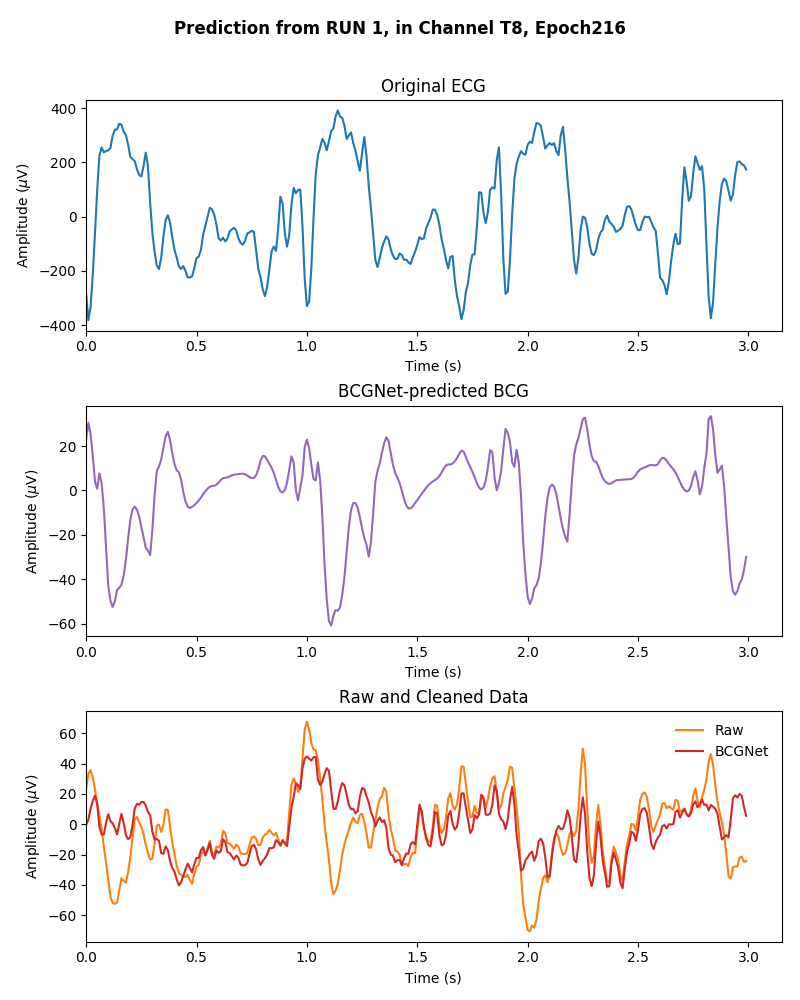 Prediction from RUN 1, in Channel T8, Epoch216
Original ECG
Amplitude (μV)
400
200
0
−200
−400
0.0 0.5 1.0 1.5 2.0 2.5 3.0
Time (s)
BCGNet-predicted BCG
Amplitude (μV)
20
0
−20
−40
−60
0.0 0.5 1.0 1.5 2.0 2.5 3.0
Time (s)
Raw and Cleaned Data
Amplitude (μV)
60
40
20
0
−20
−40
−60
Raw
BCGNet
0.0 0.5 1.0 1.5 2.0 2.5 3.0
Time (s)